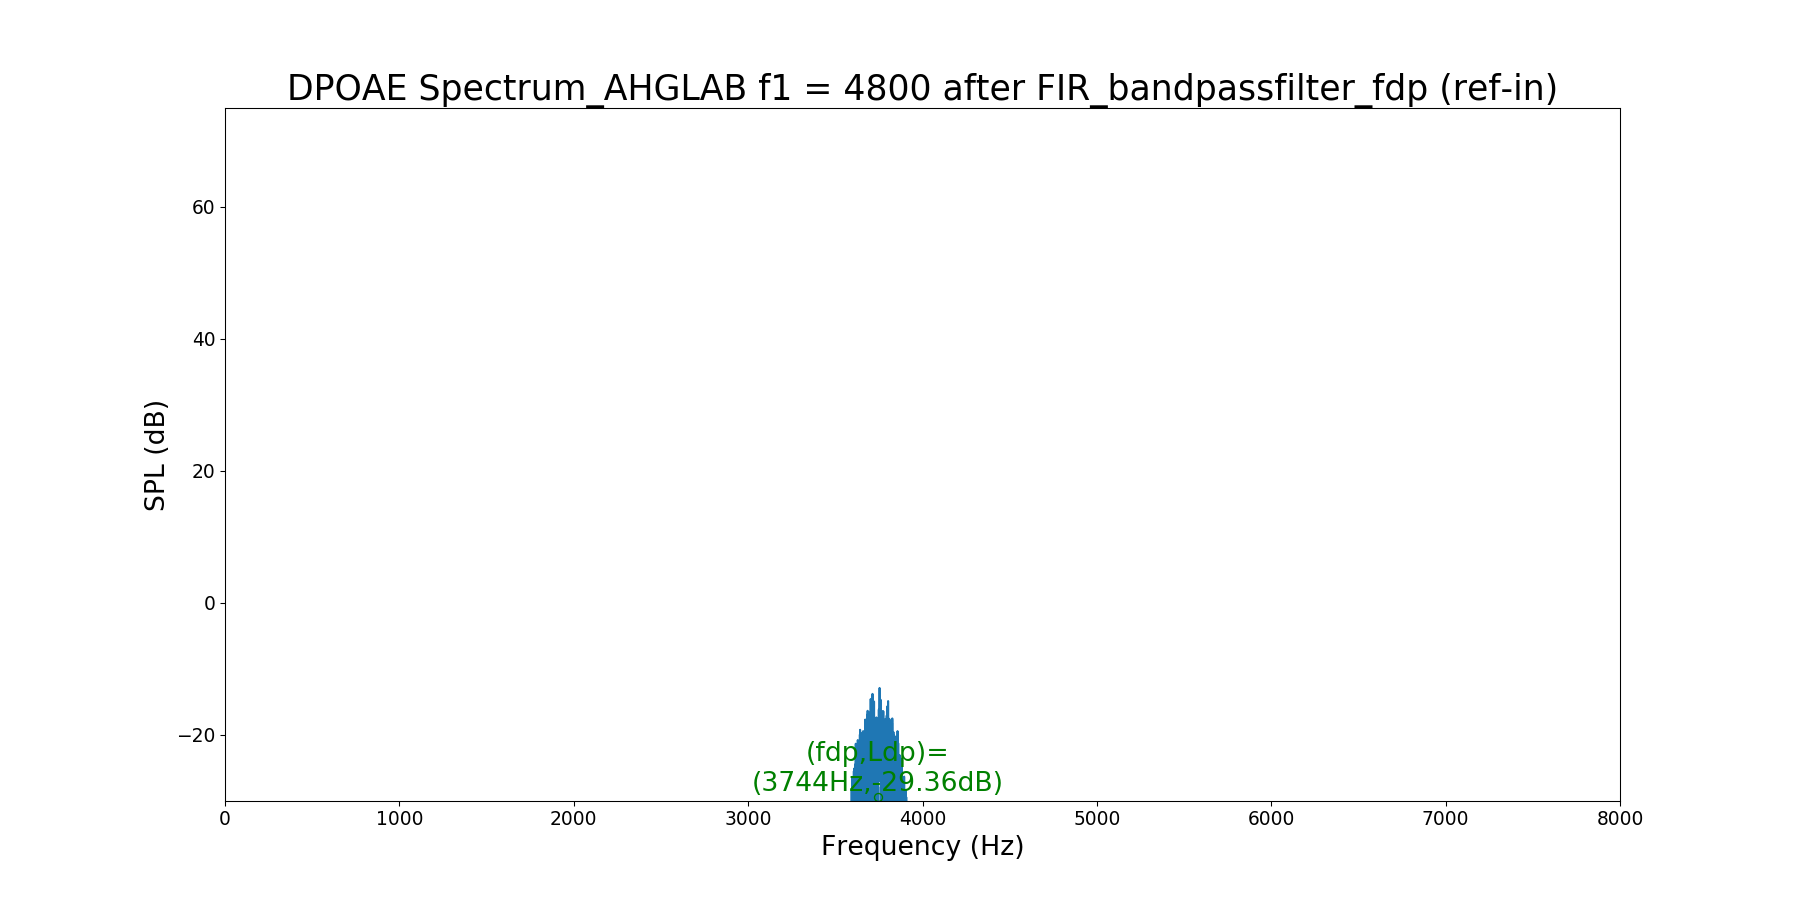 DPOAE Spectrum_AHGLAB f1 = 4800 after FIR_bandpassfilter_fdp (ref-in)
60
40
20
0
−20
SPL (dB)
(fdp,Ldp)=
(3744Hz,-29.36dB)
0 1000 2000 3000 4000 5000 6000 7000 8000
Frequency (Hz)